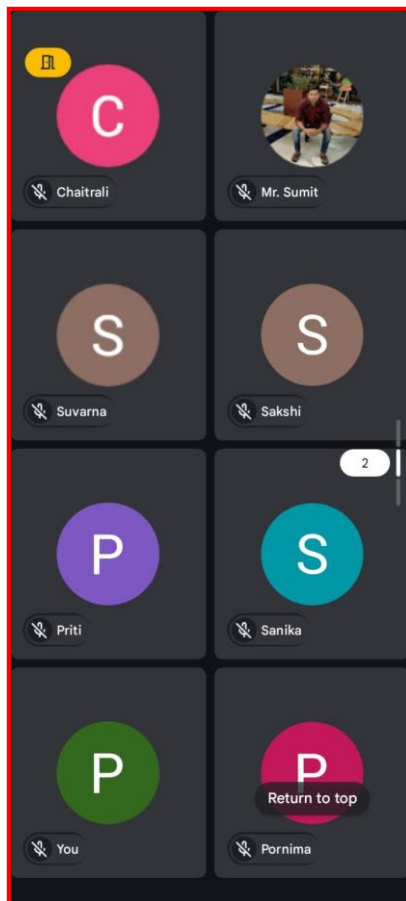 C
Chaitrali
Mr. Sumit
S
S
Suvarna
Sakshi
2
P
S
Priti
Sanika
P
P
Return to top
You
Pornima